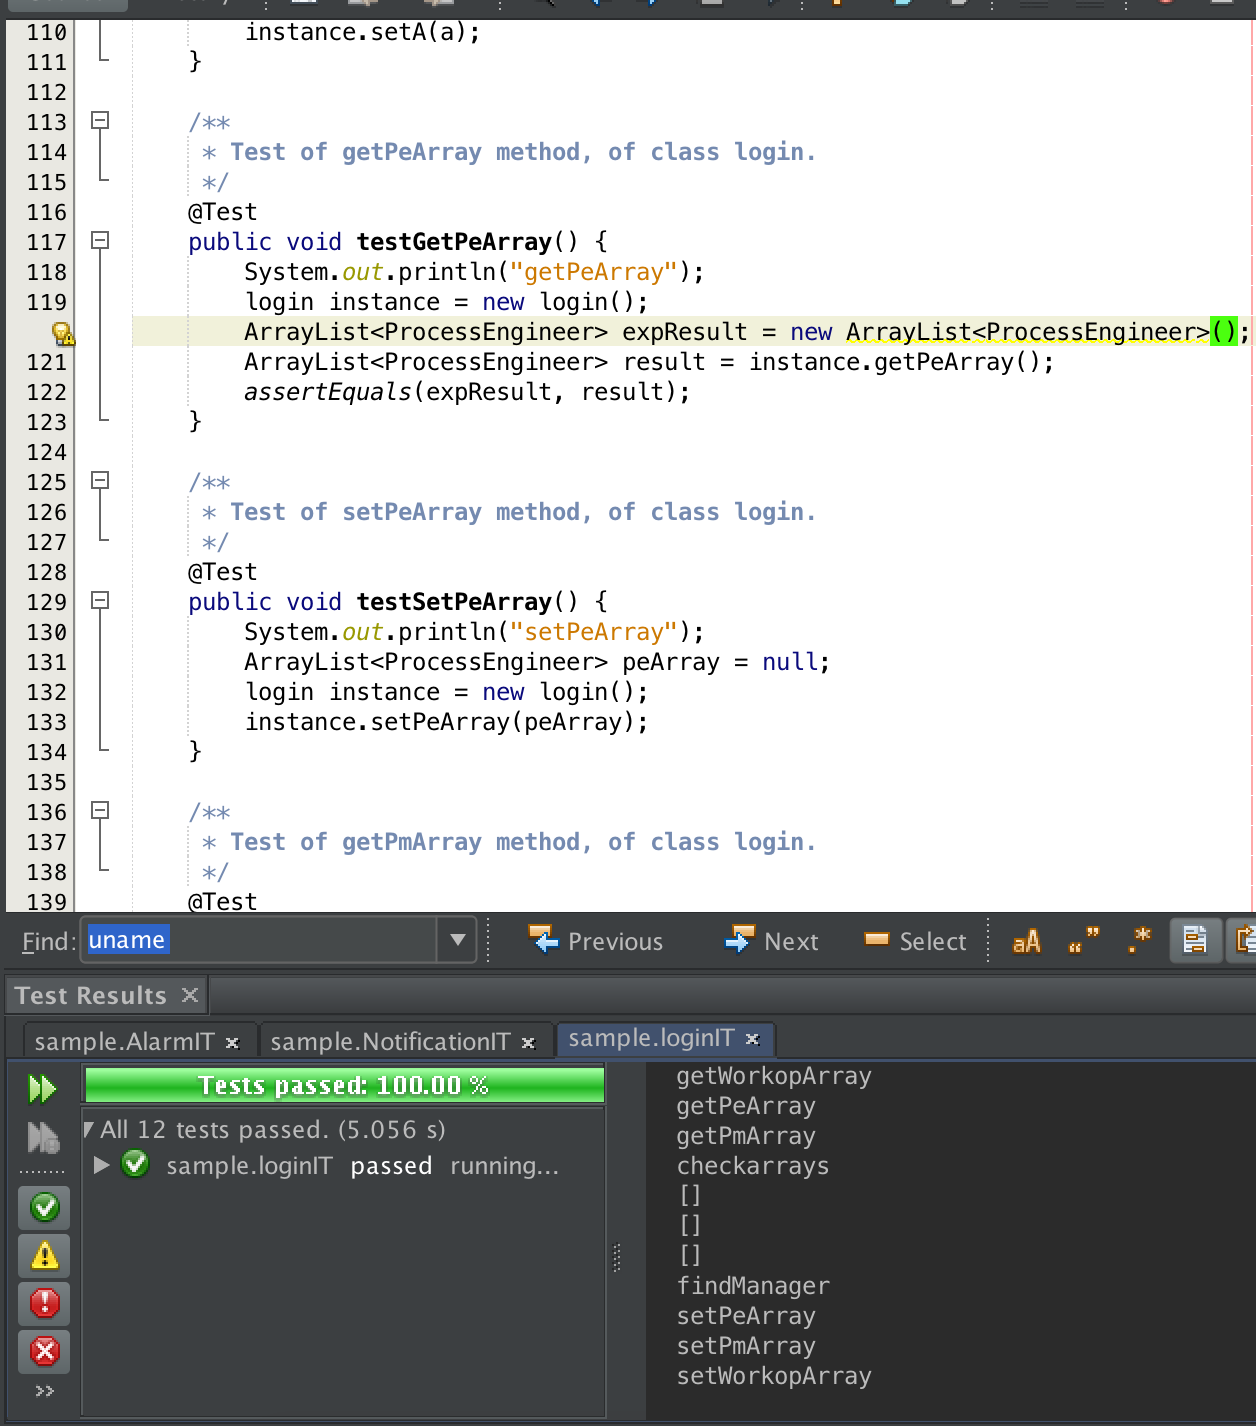 110 instance.setA(a);
111 }
112
113 /**
114 * Test of getPeArray method, of class login.
115 */
116 @Test
117 public void testGetPeArray() {
118 System.out.println("getPeArray");
119 login instance = new login();
ArrayList<ProcessEngineer> expResult = new ArrayList<ProcessEngineer>();
121 ArrayList<ProcessEngineer> result = instance.getPeArray();
122 assertEquals(expResult, result);
123 }
124
125 /**
126 * Test of setPeArray method, of class login.
127 */
128 @Test
129 public void testSetPeArray() {
130 System.out.println("setPeArray");
131 ArrayList<ProcessEngineer> peArray = null;
132 login instance = new login();
133 instance.setPeArray(peArray);
134 }
135
136 /**
137 * Test of getPmArray method, of class login.
138 */
139 @Test
Find: uname Previous Next Select aA “” .*
Test Results ×
sample.AlarmIT × sample.NotificationIT × sample.loginIT ×
Tests passed: 100.00 %
All 12 tests passed. (5.056 s)
sample.loginIT passed running...
>>
getWorkopArray
getPeArray
getPmArray
checkarrays
[]
[]
[]
findManager
setPeArray
setPmArray
setWorkopArray